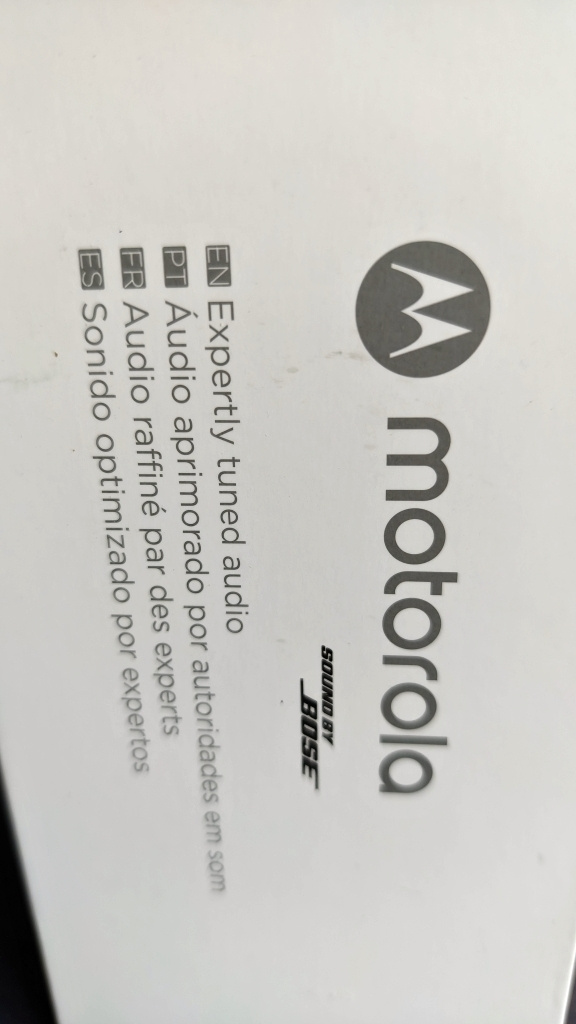 motorola
SOUND BY
BOSE
EN Expertly tuned audio
PT Áudio aprimorado por autoridades em som
FR Audio raffiné par des experts
ES Sonido optimizado por expertos